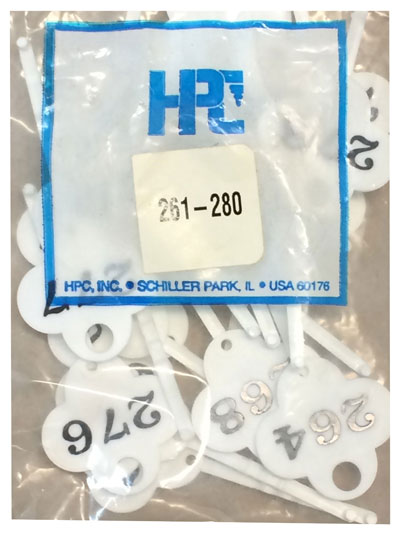 HPC
261-280
HPC, INC. • SCHILLER PARK, IL • USA 60176
276
268
264